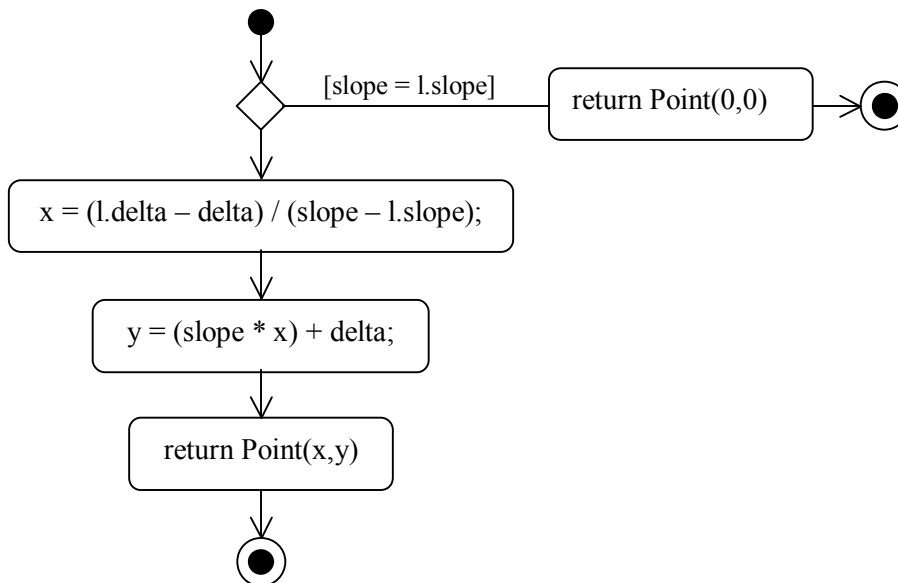 [slope = l.slope]
return Point(0,0)
x = (l.delta – delta) / (slope – l.slope);
y = (slope * x) + delta;
return Point(x,y)